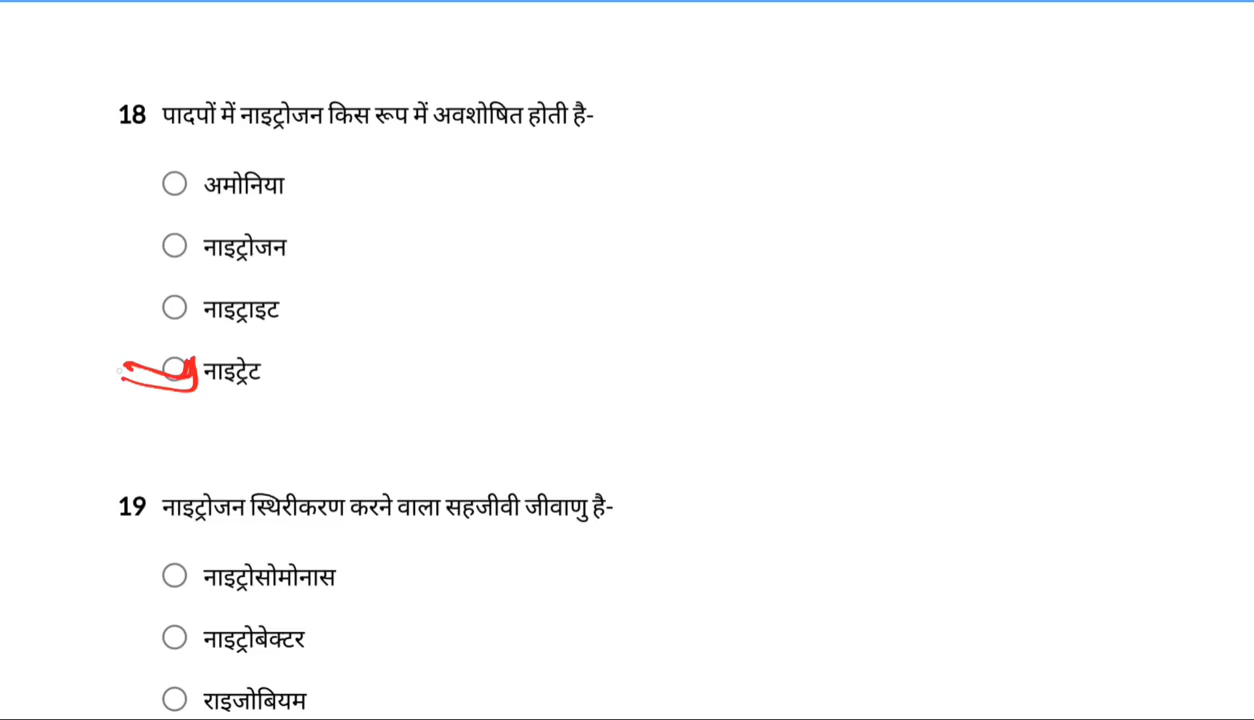 18 पादपों में नाइट्रोजन किस रूप में अवशोषित होती है-
अमोनिया
नाइट्रोजन
नाइट्राइट
नाइट्रेट
19 नाइट्रोजन स्थिरीकरण करने वाला सहजीवी जीवाणु है-
नाइट्रोसोमोनास
नाइट्रोबेक्टर
राइजोबियम